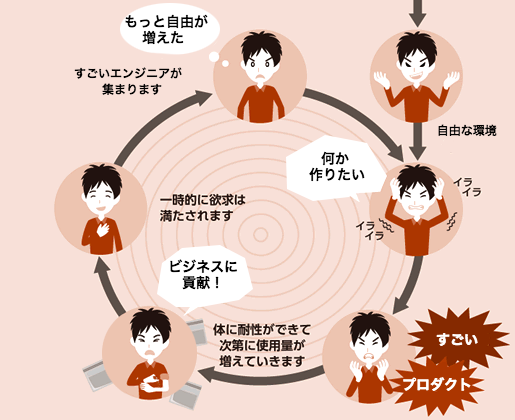 もっと自由が
増えた
すごいエンジニアが
集まります
自由な環境
何か
作りたい
イラ
イラ
イラ
イラ
一時的に欲求は
満たされます
ビジネスに
貢献！
体に耐性ができて
次第に使用量が
増えていきます
すごい
プロダクト